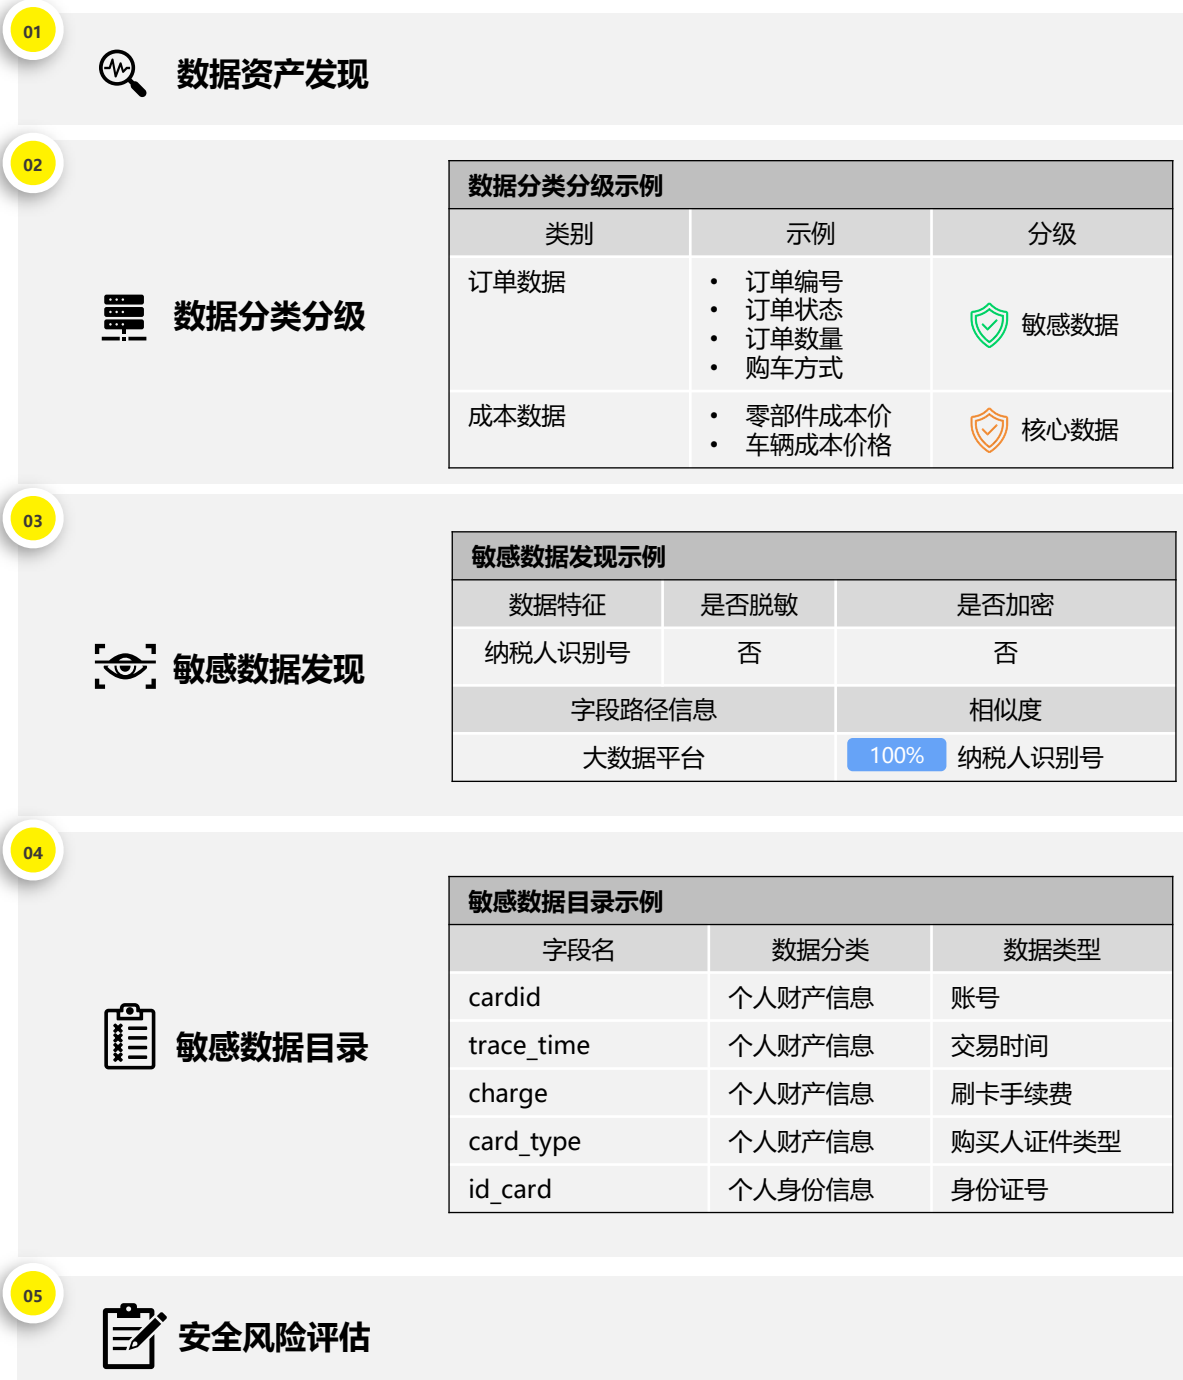 01
数据资产发现
02
数据分类分级
数据分类分级示例
类别 示例 分级
订单数据
• 订单编号
• 订单状态
• 订单数量
• 购车方式
敏感数据
成本数据
• 零部件成本价
• 车辆成本价格
核心数据
03
敏感数据发现
敏感数据发现示例
数据特征 是否脱敏 是否加密
纳税人识别号 否 否
字段路径信息 相似度
大数据平台 100% 纳税人识别号
04
敏感数据目录
敏感数据目录示例
字段名 数据分类 数据类型
cardid 个人财产信息 账号
trace_time 个人财产信息 交易时间
charge 个人财产信息 刷卡手续费
card_type 个人财产信息 购买人证件类型
id_card 个人身份信息 身份证号
05
安全风险评估